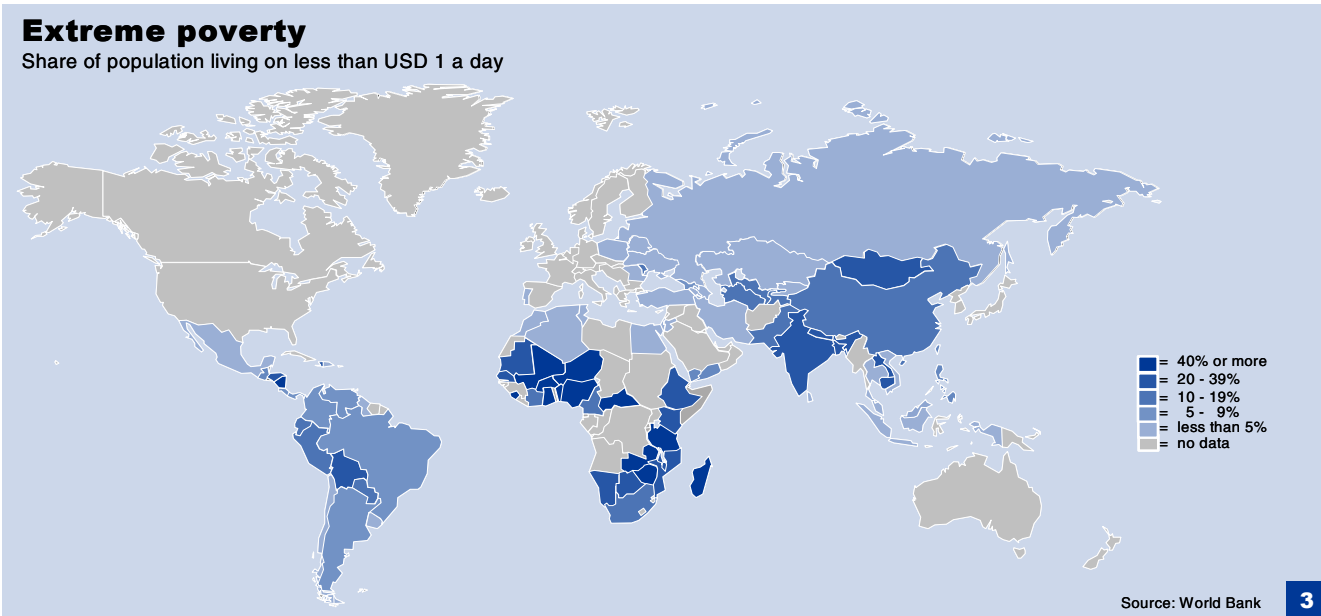 Extreme poverty
Share of population living on less than USD 1 a day
= 40% or more
= 20 - 39%
= 10 - 19%
= 5 - 9%
= less than 5%
= no data
Source: World Bank
3